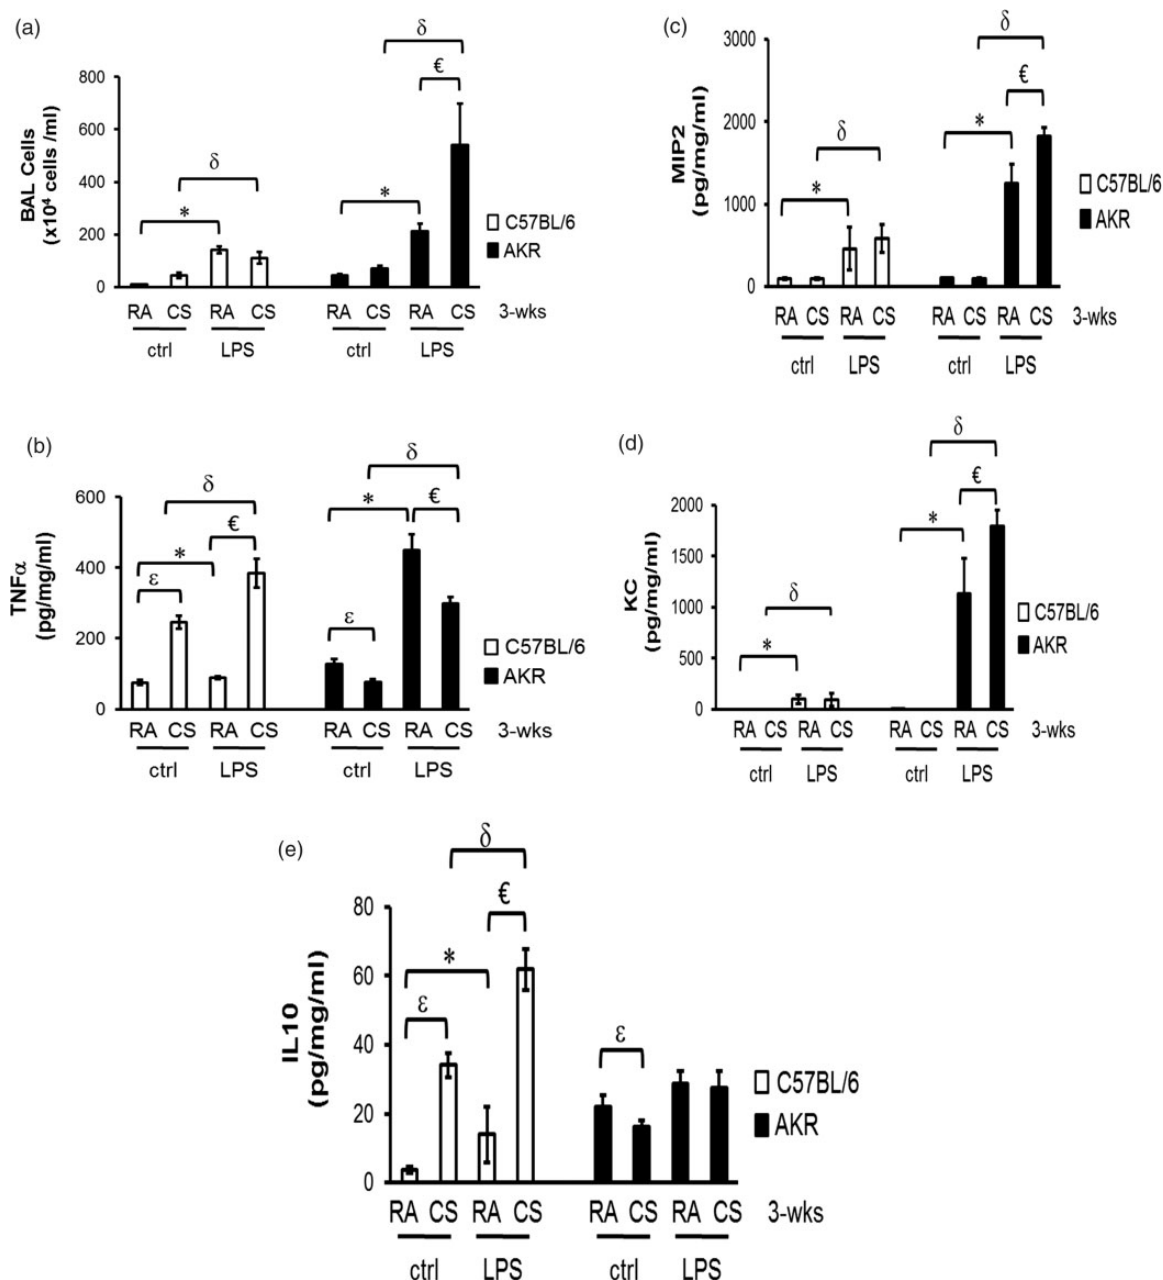 (a)
δ
€
800
600
400
200
0
BAL Cells
(x10⁴ cells /ml)
δ
*
*
C57BL/6
AKR
RA CS RA CS RA CS RA CS 3-wks
ctrl LPS ctrl LPS
(c)
δ
€
3000
2000
1000
0
MIP2
(pg/mg/ml)
δ
*
*
C57BL/6
AKR
RA CS RA CS RA CS RA CS 3-wks
ctrl LPS ctrl LPS
(b)
δ
δ
600
400
200
0
TNFα
(pg/mg/ml)
€
*
ε
*
€
ε
C57BL/6
AKR
RA CS RA CS RA CS RA CS 3-wks
ctrl LPS ctrl LPS
(d)
δ
€
2000
1500
1000
500
0
KC
(pg/mg/ml)
*
δ
*
C57BL/6
AKR
RA CS RA CS RA CS RA CS 3-wks
ctrl LPS ctrl LPS
(e)
δ
€
80
60
40
20
0
IL10
(pg/mg/ml)
*
ε
ε
C57BL/6
AKR
RA CS RA CS RA CS RA CS 3-wks
ctrl LPS ctrl LPS